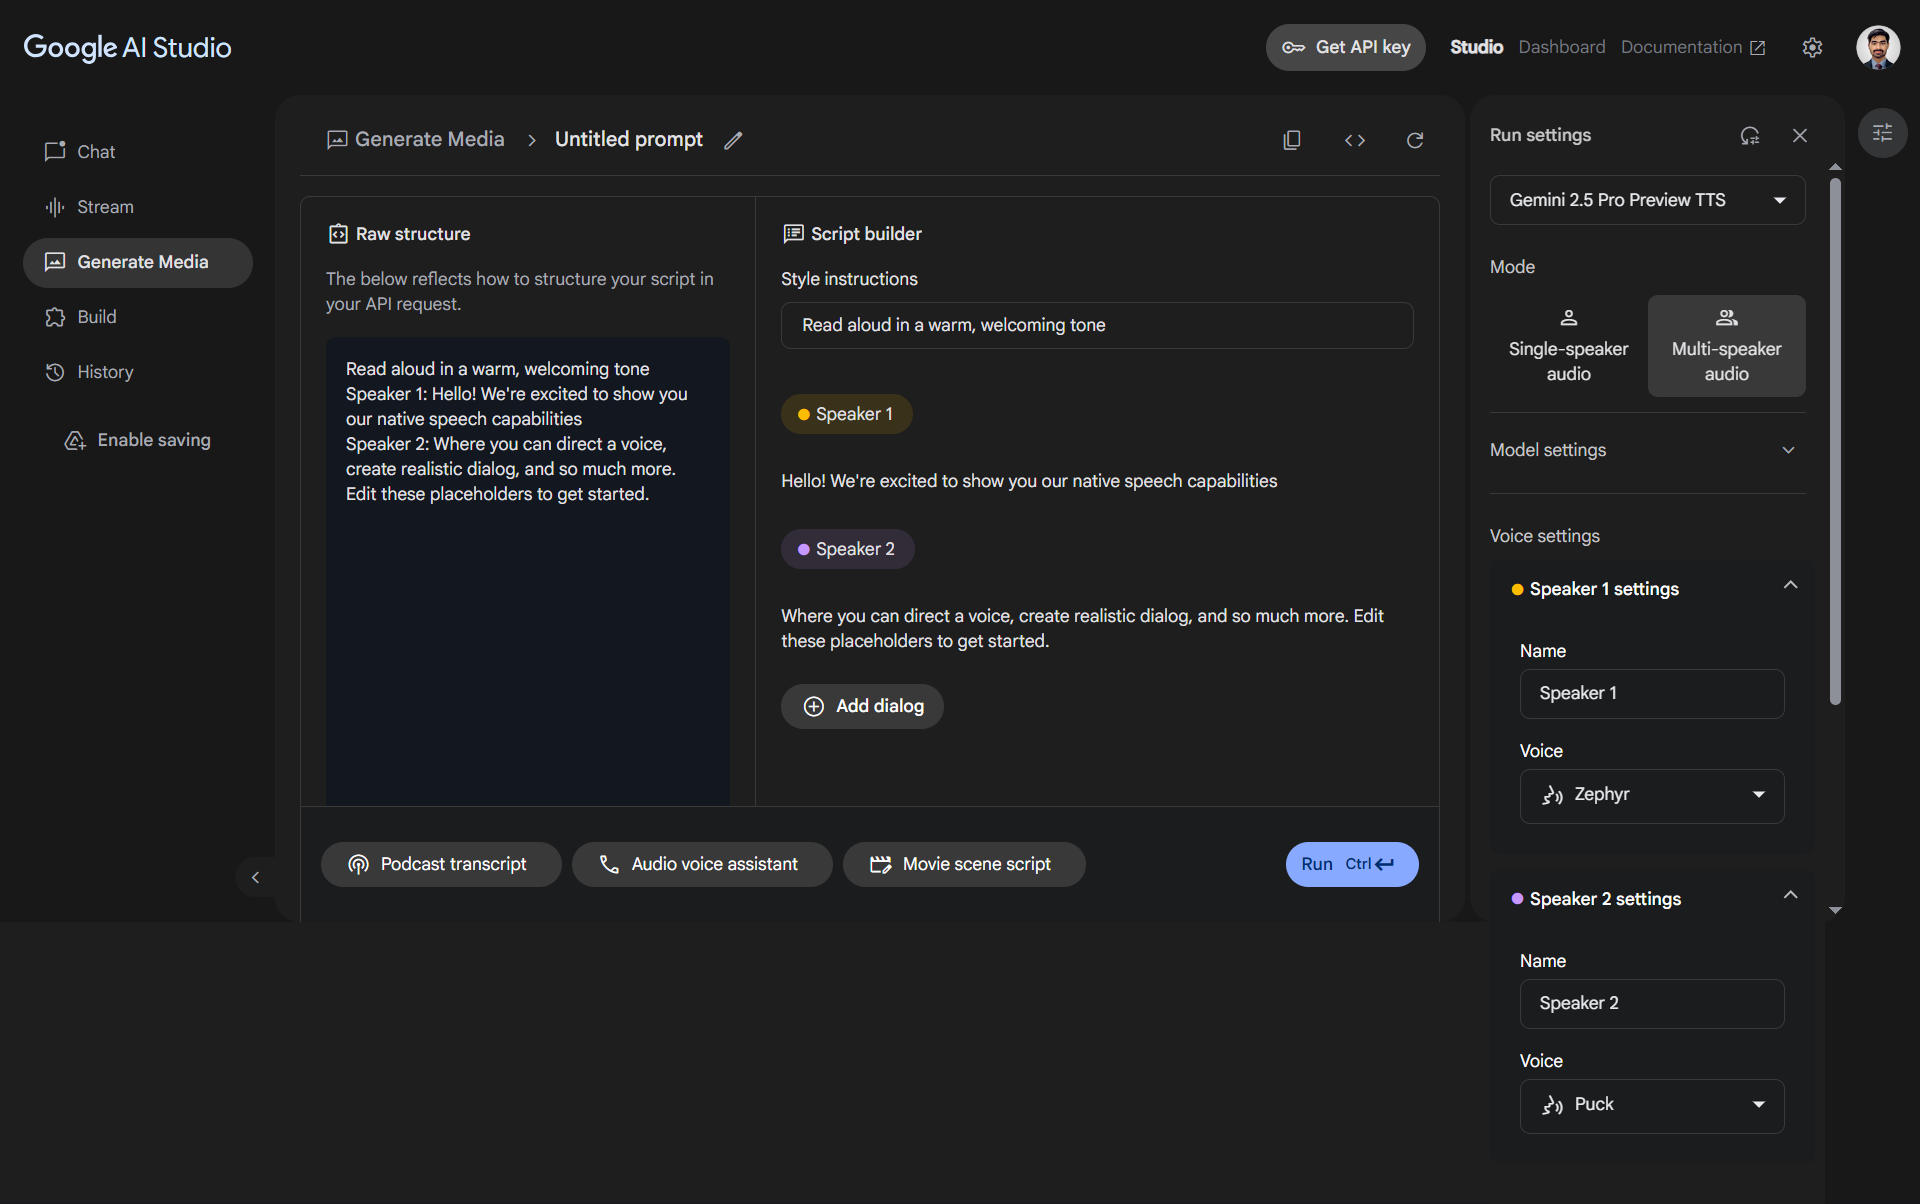 Google AI Studio
Get API key
Studio
Dashboard
Documentation
Chat
Stream
Generate Media
Build
History
Enable saving
Generate Media
Untitled prompt
Raw structure
The below reflects how to structure your script in
your API request.
Read aloud in a warm, welcoming tone
Speaker 1: Hello! We're excited to show you
our native speech capabilities
Speaker 2: Where you can direct a voice,
create realistic dialog, and so much more.
Edit these placeholders to get started.
Script builder
Style instructions
Read aloud in a warm, welcoming tone
Speaker 1
Hello! We're excited to show you our native speech capabilities
Speaker 2
Where you can direct a voice, create realistic dialog, and so much more. Edit
these placeholders to get started.
Add dialog
Podcast transcript
Audio voice assistant
Movie scene script
Run Ctrl
Run settings
Gemini 2.5 Pro Preview TTS
Mode
Single-speaker
audio
Multi-speaker
audio
Model settings
Voice settings
Speaker 1 settings
Name
Speaker 1
Voice
Zephyr
Speaker 2 settings
Name
Speaker 2
Voice
Puck